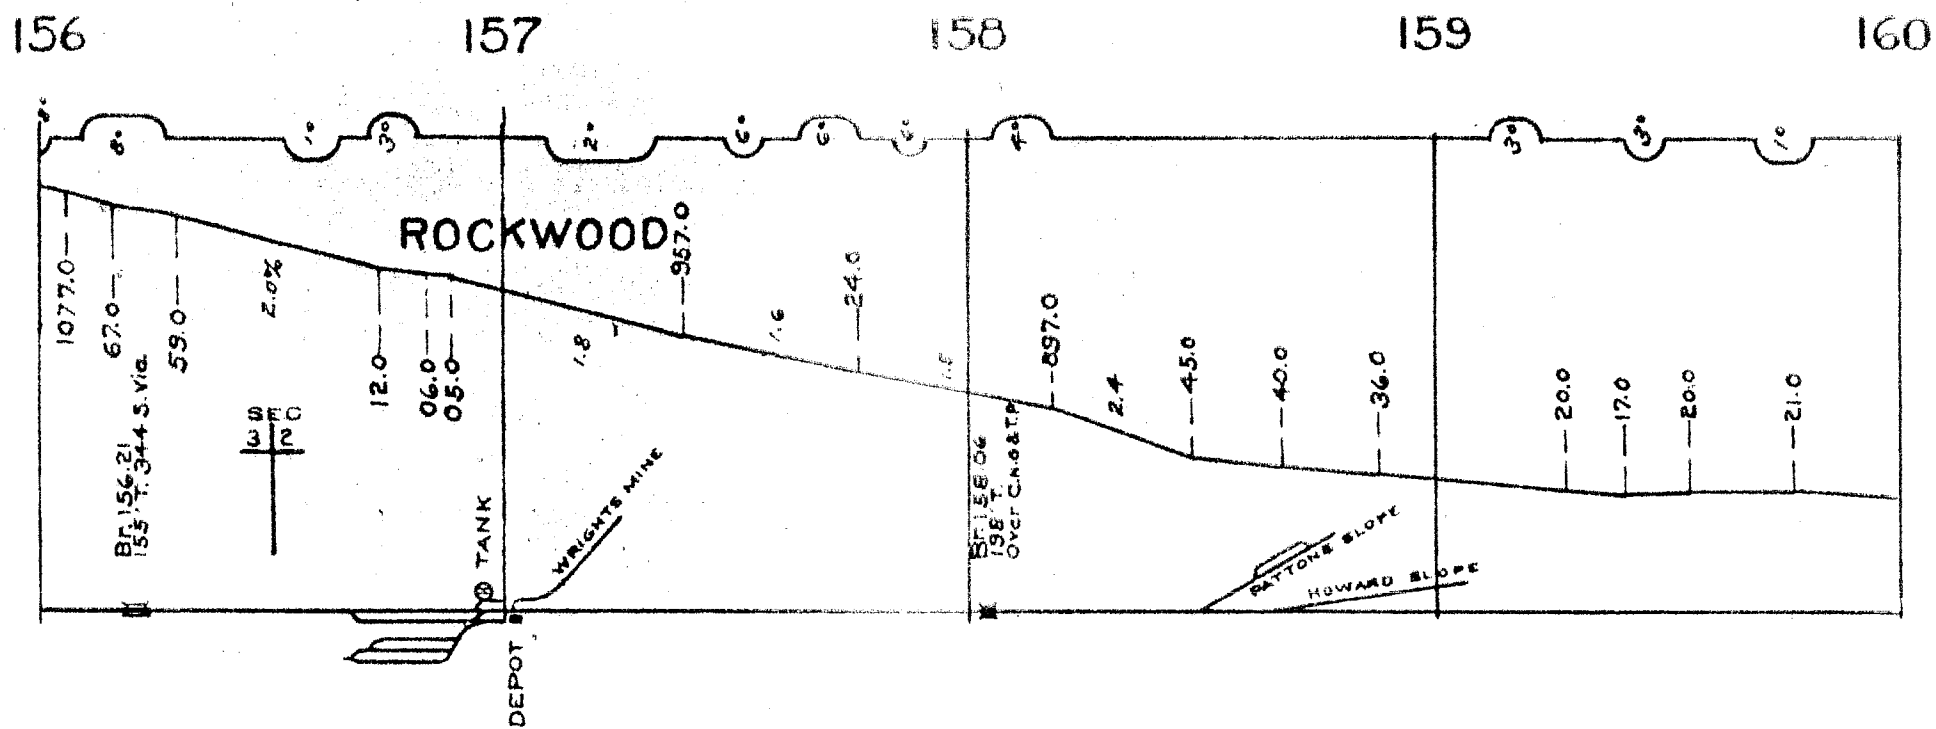 156 157 158 159 160
8° 8° 1° 3° 2° 6° 6° 6° 4° 3° 3° 1°
ROCKWOOD
1077.0
67.0
59.0
2.0%
12.0
06.0
05.0
1.8
957.0
1.6
24.0
897.0
2.4
45.0
40.0
36.0
20.0
17.0
20.0
21.0
Br. 156.21
155' T. 344 S. Via.
SEC
3 2
TANK
WRIGHTS MINE
DEPOT
Br. 158.06
198' T.
Over C.N.O.&T.P.
PATTONS SLOPE
HOWARD SLOPE